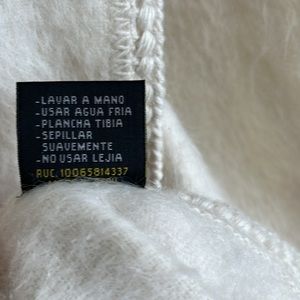 -LAVAR A MANO
-USAR AGUA FRIA
-PLANCHA TIBIA
-SEPILLAR
SUAVEMENTE
-NO USAR LEJIA
RUC. 10065814337